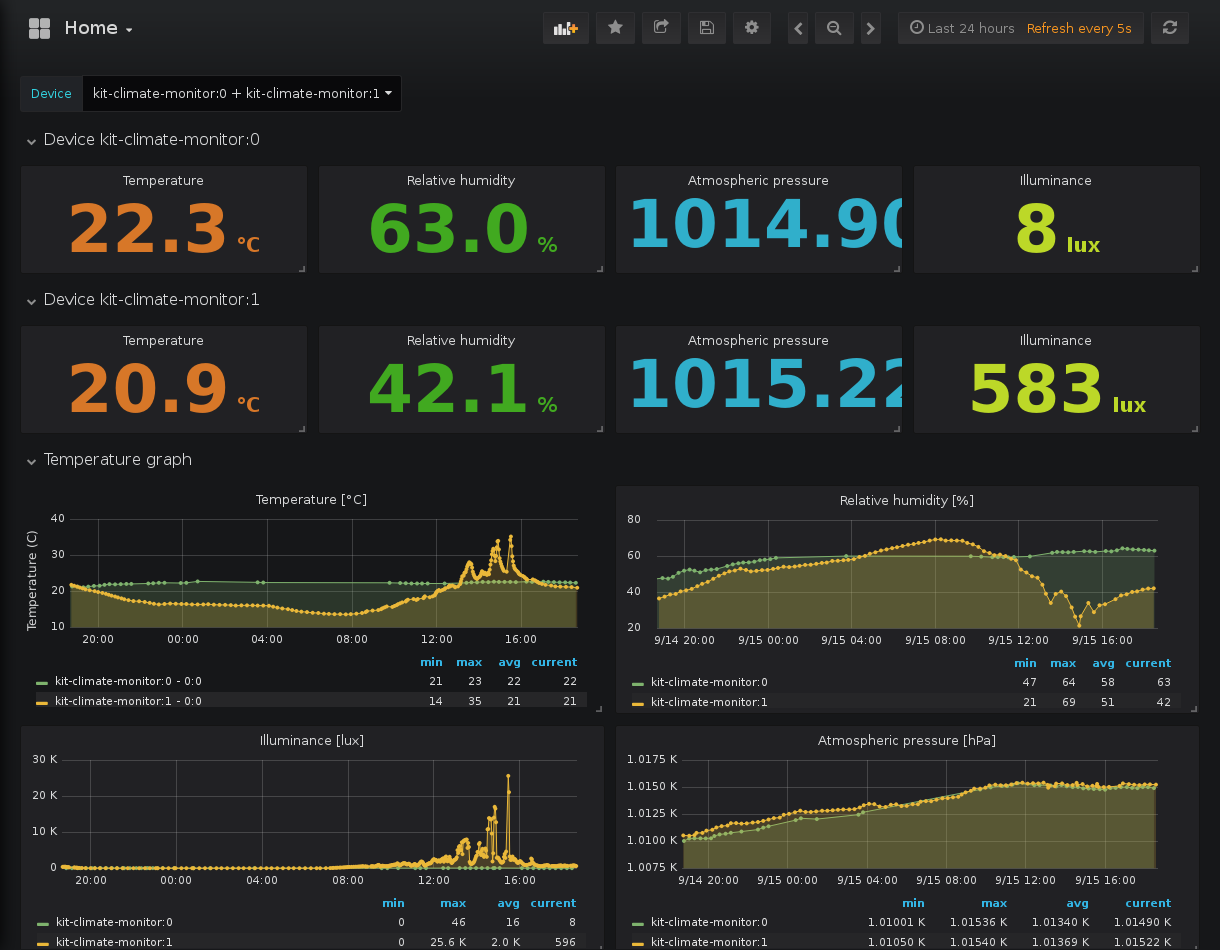 Home
Last 24 hours Refresh every 5s
Device kit-climate-monitor:0 + kit-climate-monitor:1
Device kit-climate-monitor:0
Temperature
22.3 °C
Relative humidity
63.0 %
Atmospheric pressure
1014.90
Illuminance
8 lux
Device kit-climate-monitor:1
Temperature
20.9 °C
Relative humidity
42.1 %
Atmospheric pressure
1015.22
Illuminance
583 lux
Temperature graph
Temperature [°C]
Temperature (C)
40
30
20
10
20:00 00:00 04:00 08:00 12:00 16:00
min max avg current
kit-climate-monitor:0 - 0:0 21 23 22 22
kit-climate-monitor:1 - 0:0 14 35 21 21
Relative humidity [%]
80
60
40
20
9/14 20:00 9/15 00:00 9/15 04:00 9/15 08:00 9/15 12:00 9/15 16:00
min max avg current
kit-climate-monitor:0 47 64 58 63
kit-climate-monitor:1 21 69 51 42
Illuminance [lux]
30 K
20 K
10 K
0
20:00 00:00 04:00 08:00 12:00 16:00
min max avg current
kit-climate-monitor:0 0 46 16 8
kit-climate-monitor:1 0 25.6 K 2.0 K 596
Atmospheric pressure [hPa]
1.0175 K
1.0150 K
1.0125 K
1.0100 K
1.0075 K
9/14 20:00 9/15 00:00 9/15 04:00 9/15 08:00 9/15 12:00 9/15 16:00
min max avg current
kit-climate-monitor:0 1.01001 K 1.01536 K 1.01340 K 1.01490 K
kit-climate-monitor:1 1.01050 K 1.01540 K 1.01369 K 1.01522 K